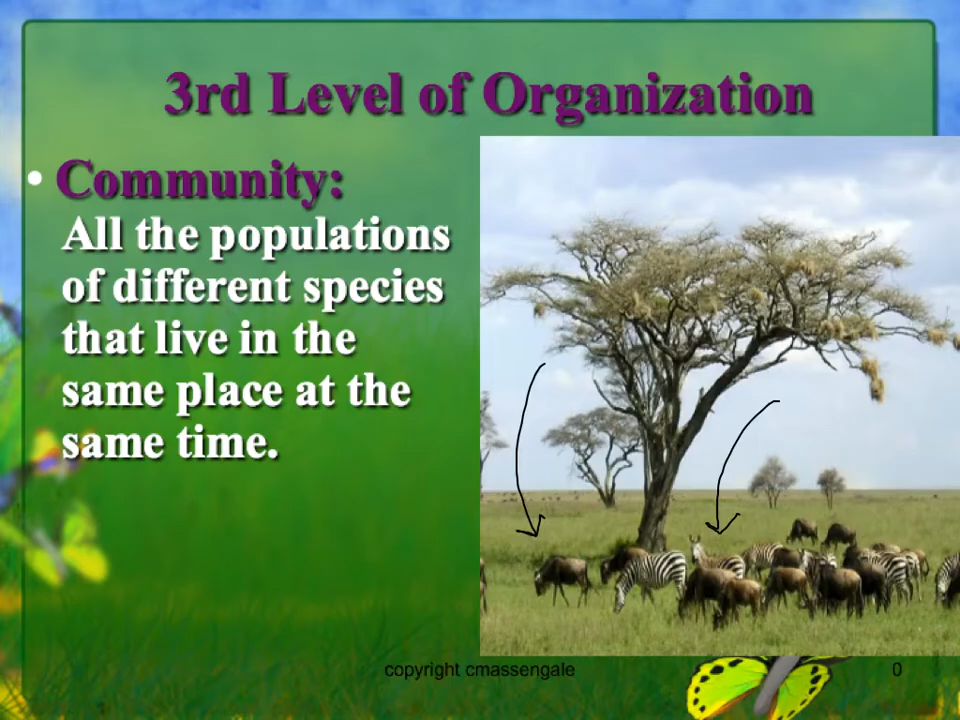 3rd Level of Organization
• Community:
All the populations
of different species
that live in the
same place at the
same time.
copyright cmassengale
0